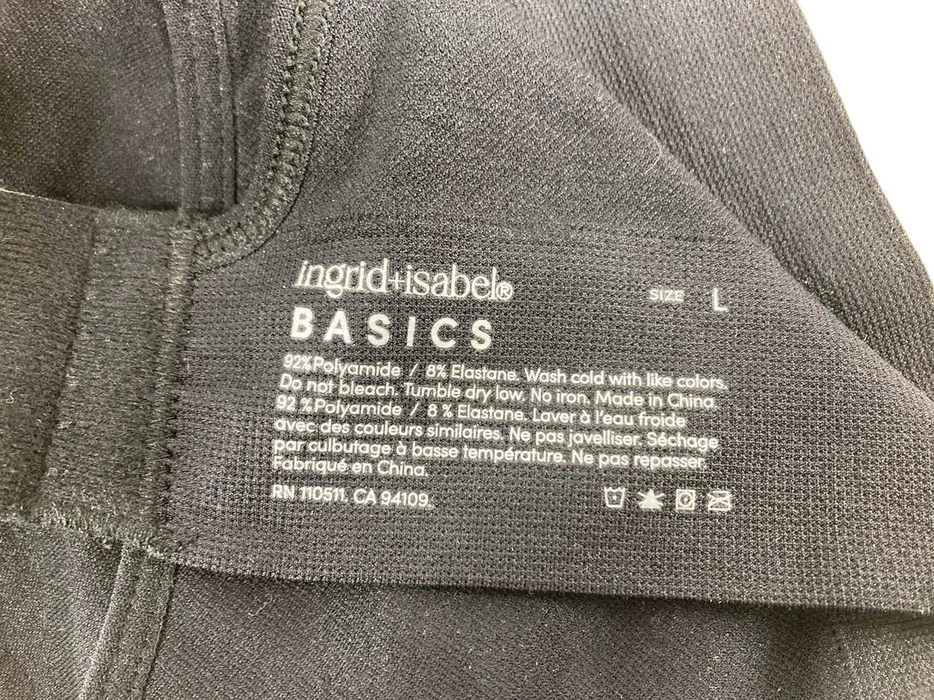 ingrid+isabel®
SIZE L
BASICS
92% Polyamide / 8% Elastane. Wash cold with like colors.
Do not bleach. Tumble dry low. No iron. Made in China.
92 % Polyamide / 8 % Elastane. Laver à l'eau froide
avec des couleurs similaires. Ne pas javelliser. Séchage
par culbutage à basse température. Ne pas repasser.
Fabriqué en China.
RN 110511. CA 94109.